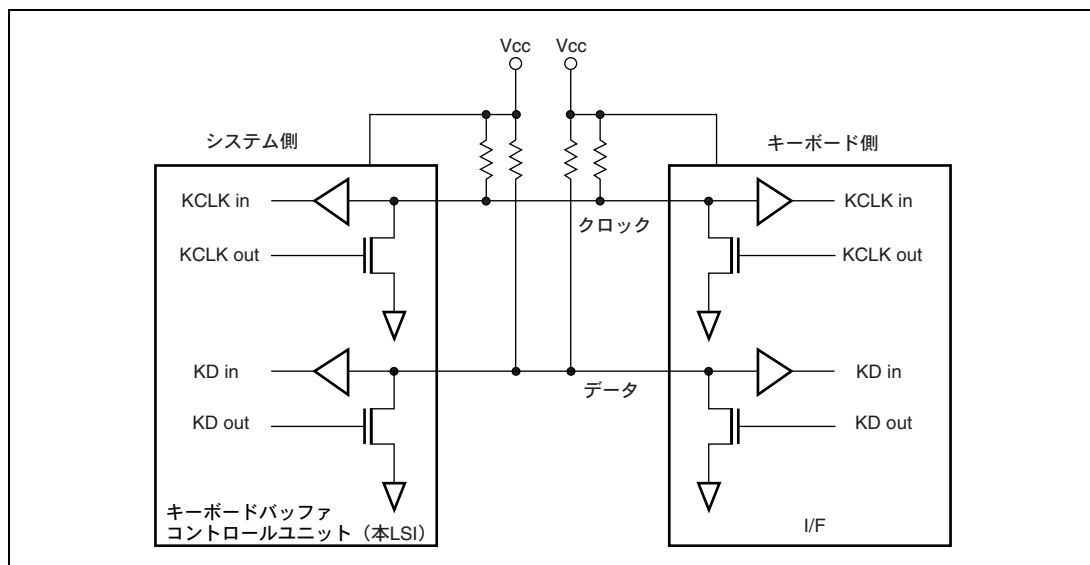 Vcc Vcc
システム側
キーボード側
KCLK in
KCLK in
クロック
KCLK out
KCLK out
KD in
KD in
データ
KD out
KD out
キーボードバッファ
コントロールユニット（本LSI）
I/F